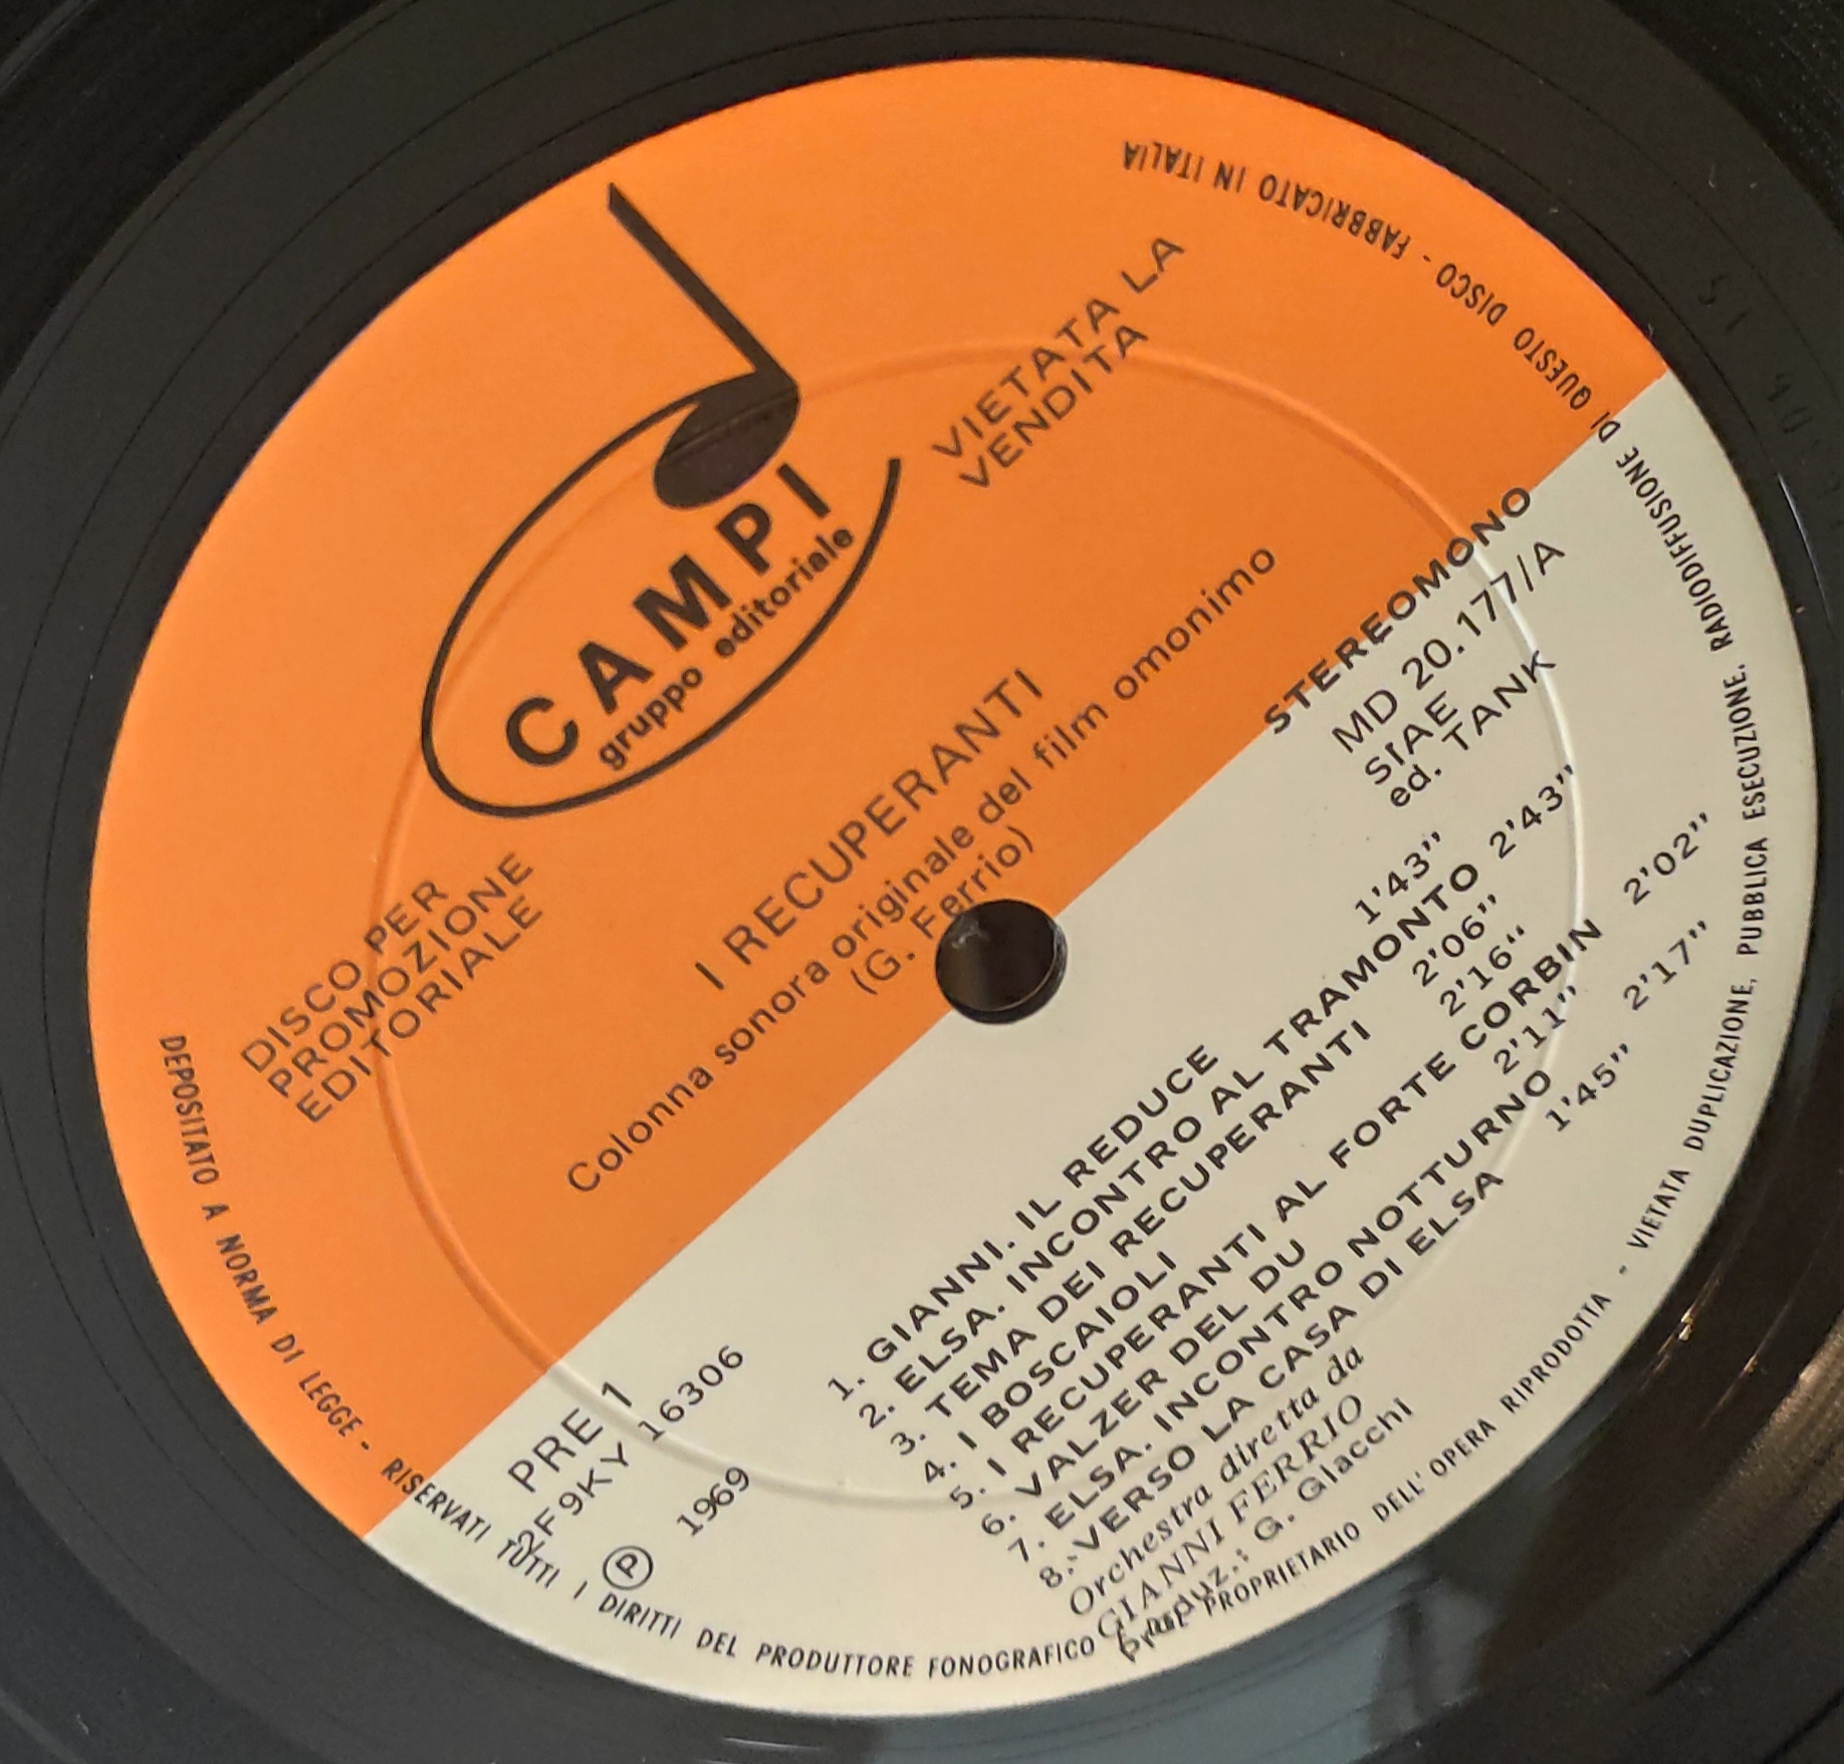 CAMPI
gruppo editoriale
DISCO PER
PROMOZIONE
EDITORIALE
VIETATA LA
VENDITA
I RECUPERANTI
Colonna sonora originale del film omonimo
(G. Ferrio)
STEREOMONO
MD 20.177/A
SIAE
ed. TANK
PRE 1
2F9KY 16306
Ⓟ 1969
1. GIANNI. IL REDUCE 1'43"
2. ELSA. INCONTRO AL TRAMONTO 2'43"
3. TEMA DEI RECUPERANTI 2'06"
4. I BOSCAIOLI 2'16"
5. I RECUPERANTI AL FORTE CORBIN 2'02"
6. VALZER DEL DU 2'11"
7. ELSA. INCONTRO NOTTURNO 2'17"
8. VERSO LA CASA DI ELSA 1'45"
Orchestra diretta da
GIANNI FERRIO
Produz.: G. Giacchi
DEPOSITATO A NORMA DI LEGGE - RISERVATI TUTTI I DIRITTI DEL PRODUTTORE FONOGRAFICO E DEL PROPRIETARIO DELL'OPERA RIPRODOTTA - VIETATA DUPLICAZIONE, PUBBLICA ESECUZIONE, RADIODIFFUSIONE DI QUESTO DISCO - FABBRICATO IN ITALIA